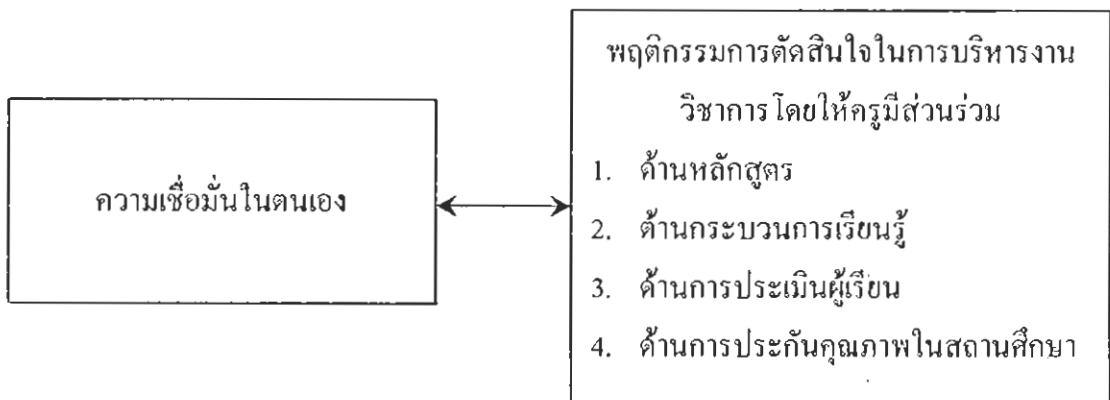 ความเชื่อมั่นในตนเอง
พฤติกรรมการตัดสินใจในการบริหารงาน
วิชาการโดยให้ครูมีส่วนร่วม
1. ด้านหลักสูตร
2. ด้านกระบวนการเรียนรู้
3. ด้านการประเมินผู้เรียน
4. ด้านการประกันคุณภาพในสถานศึกษา